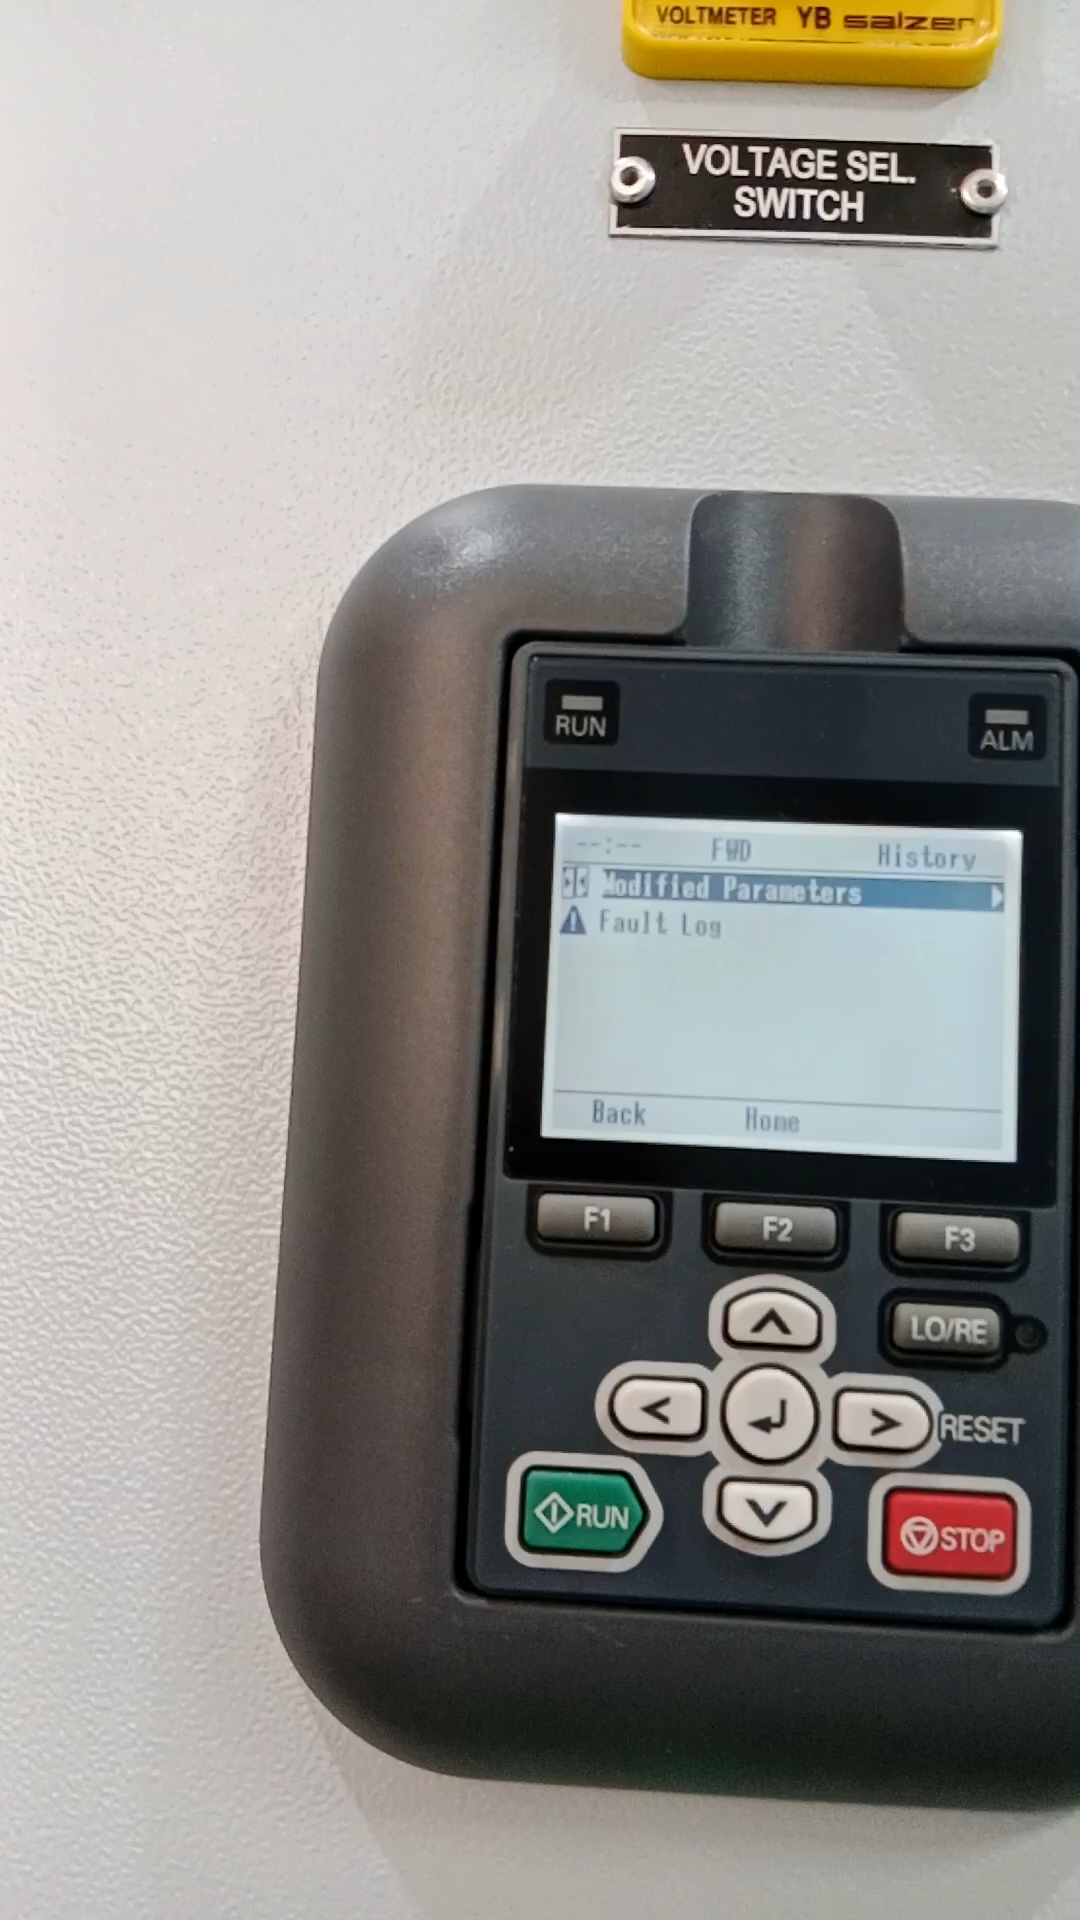 VOLTMETER YB salzer
VOLTAGE SEL.
SWITCH
RUN
ALM
--:-- FWD History
Modified Parameters
Fault Log
Back Home
F1 F2 F3
LO/RE
RESET
RUN
STOP